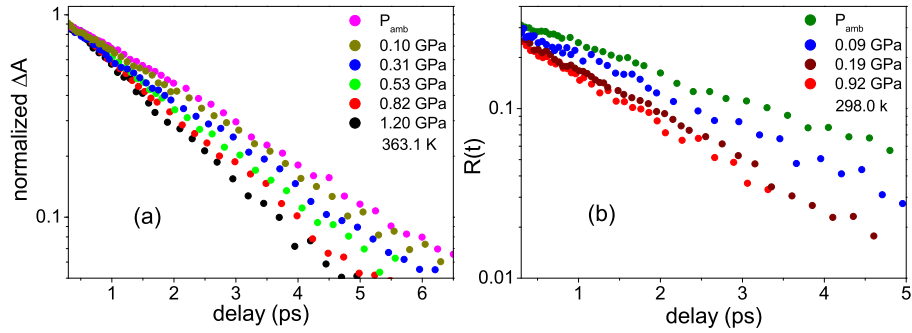 normalized ΔA
1
0.1
1
2
3
4
5
6
delay (ps)
(a)
P amb
0.10 GPa
0.31 GPa
0.53 GPa
0.82 GPa
1.20 GPa
363.1 K
R(t)
0.1
0.01
1
2
3
4
5
delay (ps)
(b)
P amb
0.09 GPa
0.19 GPa
0.92 GPa
298.0 k